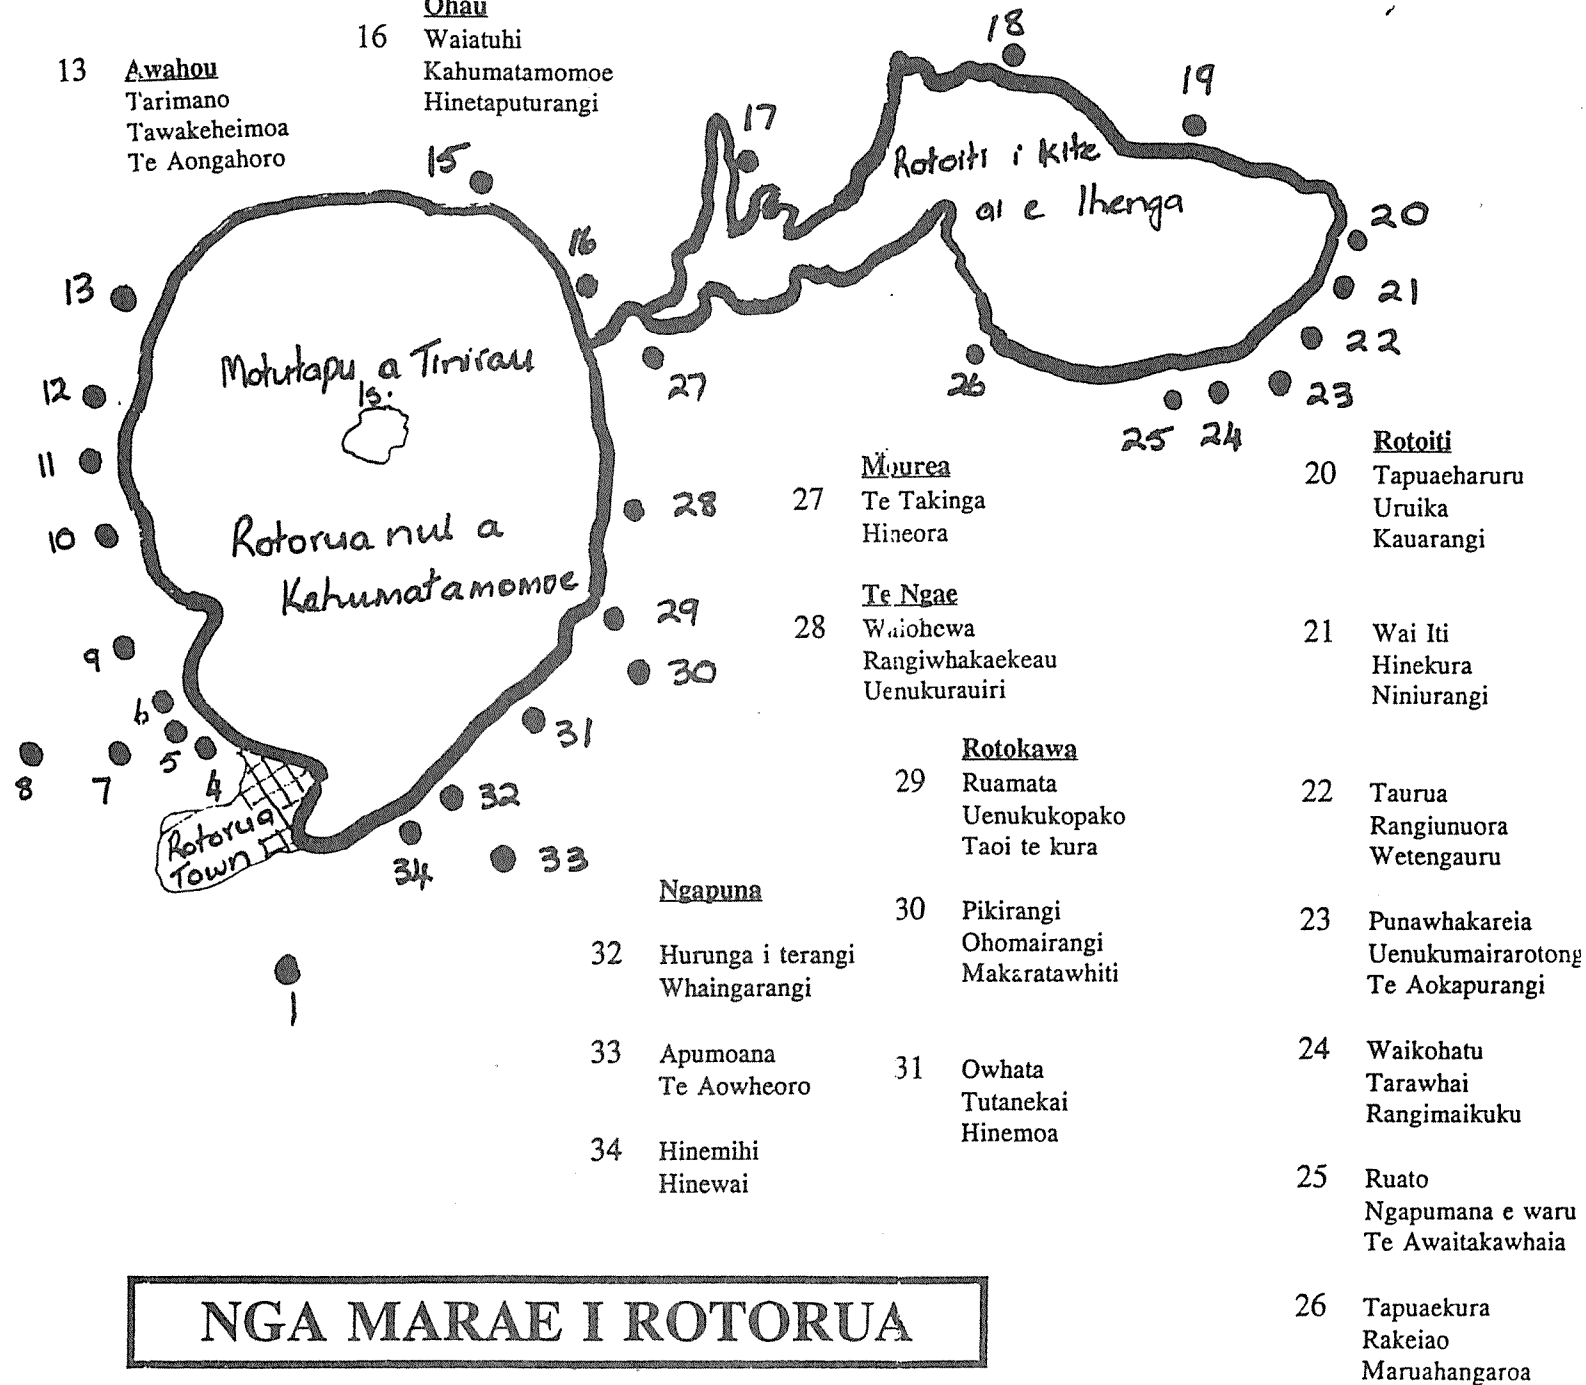 Ohau
16 Waiatuhi
Kahumatamomoe
Hinetaputurangi
13 Awahou
Tarimano
Tawakeheimoa
Te Aongahoro
18
19
17
15
Rotoiti i kite
ai e Ihenga
20
16
13
21
22
Motutapu a Tinirau
Is.
12
27
26
23
25
24
11
28
10
Rotorua nui a
Kahumatamomoe
29
9
30
6
31
8
7
5
4
32
Rotorua
Town
34
33
1
Mourea
27 Te Takinga
Hineora
Te Ngae
28 Waiohewa
Rangiwhakaekeau
Uenukurauiri
Rotokawa
29 Ruamata
Uenukukopako
Taoi te kura
30 Pikirangi
Ohomairangi
Makaratawhiti
31 Owhata
Tutanekai
Hinemoa
Ngapuna
32 Hurunga i terangi
Whaingarangi
33 Apumoana
Te Aowheoro
34 Hinemihi
Hinewai
Rotoiti
20 Tapuaeharuru
Uruika
Kauarangi
21 Wai Iti
Hinekura
Niniurangi
22 Taurua
Rangiunuora
Wetengauru
23 Punawhakareia
Uenukumairarotong
Te Aokapurangi
24 Waikohatu
Tarawhai
Rangimaikuku
25 Ruato
Ngapumana e waru
Te Awaitakawhaia
26 Tapuaekura
Rakeiao
Maruahangaroa
NGA MARAE I ROTORUA